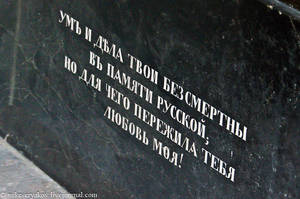 УМЪ И ДѢЛА ТВОИ БЕЗСМЕРТНЫ
ВЪ ПАМЯТИ РУССКОЙ,
НО ДЛЯ ЧЕГО ПЕРЕЖИЛА ТЕБЯ
ЛЮБОВЬ МОЯ!